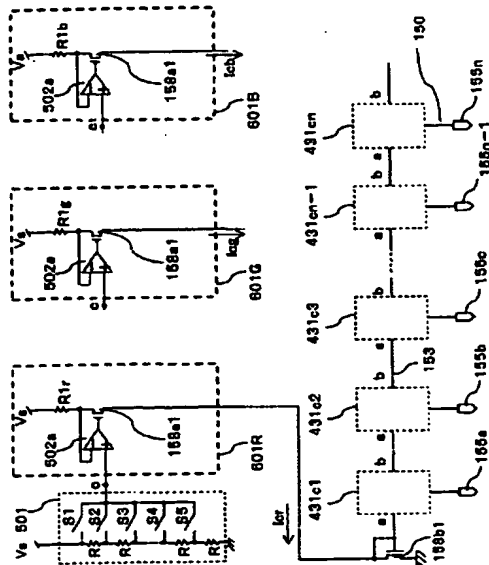 Vs
R1b
502a
158a1
c
Icb
601B
Vs
R1g
502a
158a1
c
Icg
601G
Vs
R1r
502a
158a1
c
601R
501
Vs
S1
S2
S3
S4
S5
R
R
R
R
Icr
158b1
a
431c1
b
155a
a
431c2
b
155b
153
a
431c3
b
155c
a
431cn-1
b
155n-1
a
431cn
b
150
155n